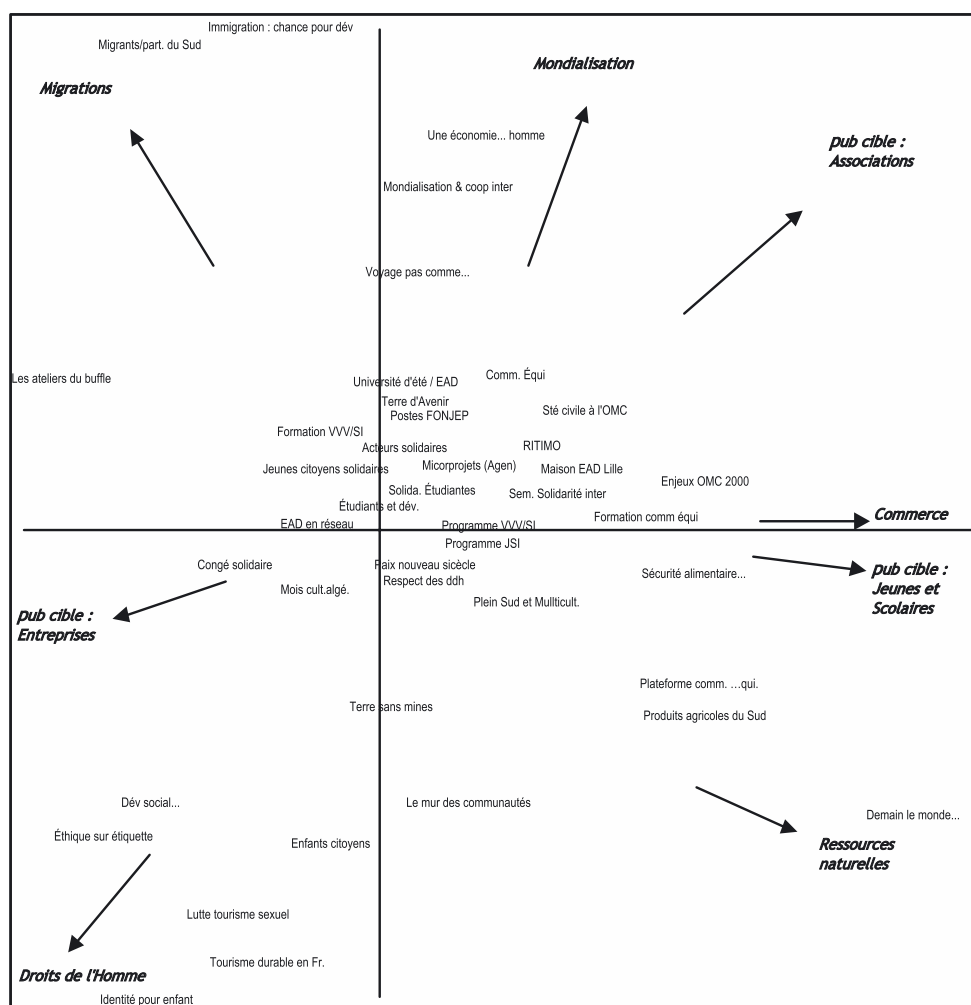 Immigration : chance pour dév
Migrants/part. du Sud
Mondialisation
Migrations
Une économie... homme
pub cible :
Associations
Mondialisation & coop inter
Voyage pas comme...
Les ateliers du buffle
Université d'été / EAD
Comm. Équi
Terre d'Avenir
Postes FONJEP
Sté civile à l'OMC
Formation VVV/SI
Acteurs solidaires
RITIMO
Jeunes citoyens solidaires
Micorprojets (Agen)
Maison EAD Lille
Enjeux OMC 2000
Solida. Étudiantes
Sem. Solidarité inter
Étudiants et dév.
Formation comm équi
Commerce
EAD en réseau
Programme VVV/SI
Programme JSI
Congé solidaire
Paix nouveau sicècle
Sécurité alimentaire...
pub cible :
Jeunes et
Scolaires
Mois cult.algé.
Respect des ddh
Plein Sud et Mullticult.
pub cible :
Entreprises
Plateforme comm. …qui.
Terre sans mines
Produits agricoles du Sud
Dév social...
Le mur des communautés
Demain le monde...
Éthique sur étiquette
Enfants citoyens
Ressources
naturelles
Lutte tourisme sexuel
Tourisme durable en Fr.
Droits de l'Homme
Identité pour enfant